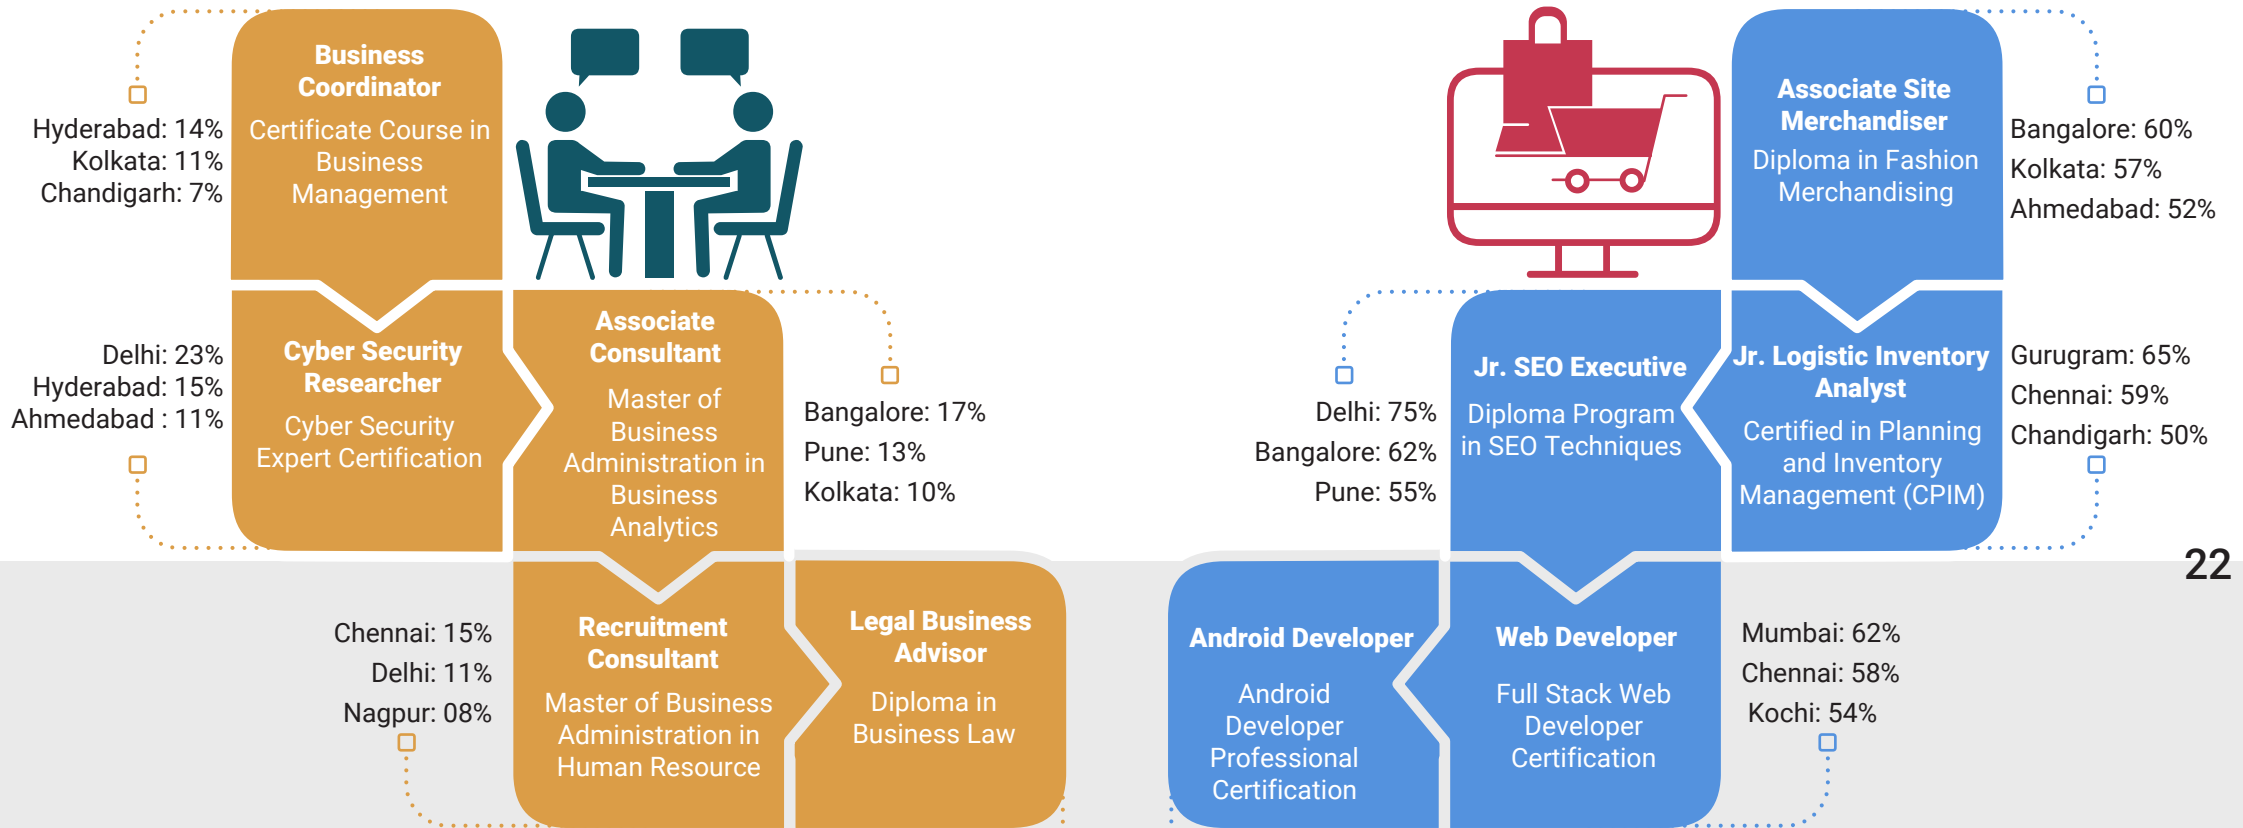 Business
Coordinator
Certificate Course in
Business
Management
Hyderabad: 14%
Kolkata: 11%
Chandigarh: 7%
Cyber Security
Researcher
Cyber Security
Expert Certification
Delhi: 23%
Hyderabad: 15%
Ahmedabad : 11%
Associate
Consultant
Master of
Business
Administration in
Business
Analytics
Bangalore: 17%
Pune: 13%
Kolkata: 10%
Recruitment
Consultant
Master of Business
Administration in
Human Resource
Chennai: 15%
Delhi: 11%
Nagpur: 08%
Legal Business
Advisor
Diploma in
Business Law
Associate Site
Merchandiser
Diploma in Fashion
Merchandising
Bangalore: 60%
Kolkata: 57%
Ahmedabad: 52%
Jr. SEO Executive
Diploma Program
in SEO Techniques
Delhi: 75%
Bangalore: 62%
Pune: 55%
Jr. Logistic Inventory
Analyst
Certified in Planning
and Inventory
Management (CPIM)
Gurugram: 65%
Chennai: 59%
Chandigarh: 50%
Android Developer
Android
Developer
Professional
Certification
Web Developer
Full Stack Web
Developer
Certification
Mumbai: 62%
Chennai: 58%
Kochi: 54%
22